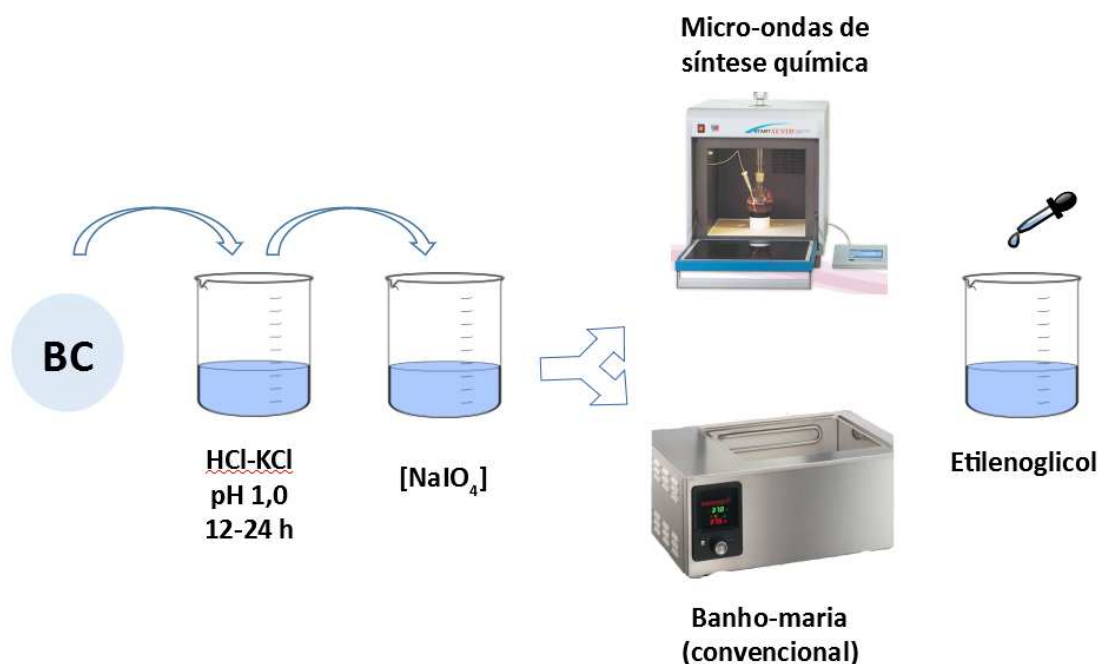 Micro-ondas de
síntese química
BC
HCl-KCl
pH 1,0
12-24 h
[NaIO₄]
Etilenoglicol
Banho-maria
(convencional)